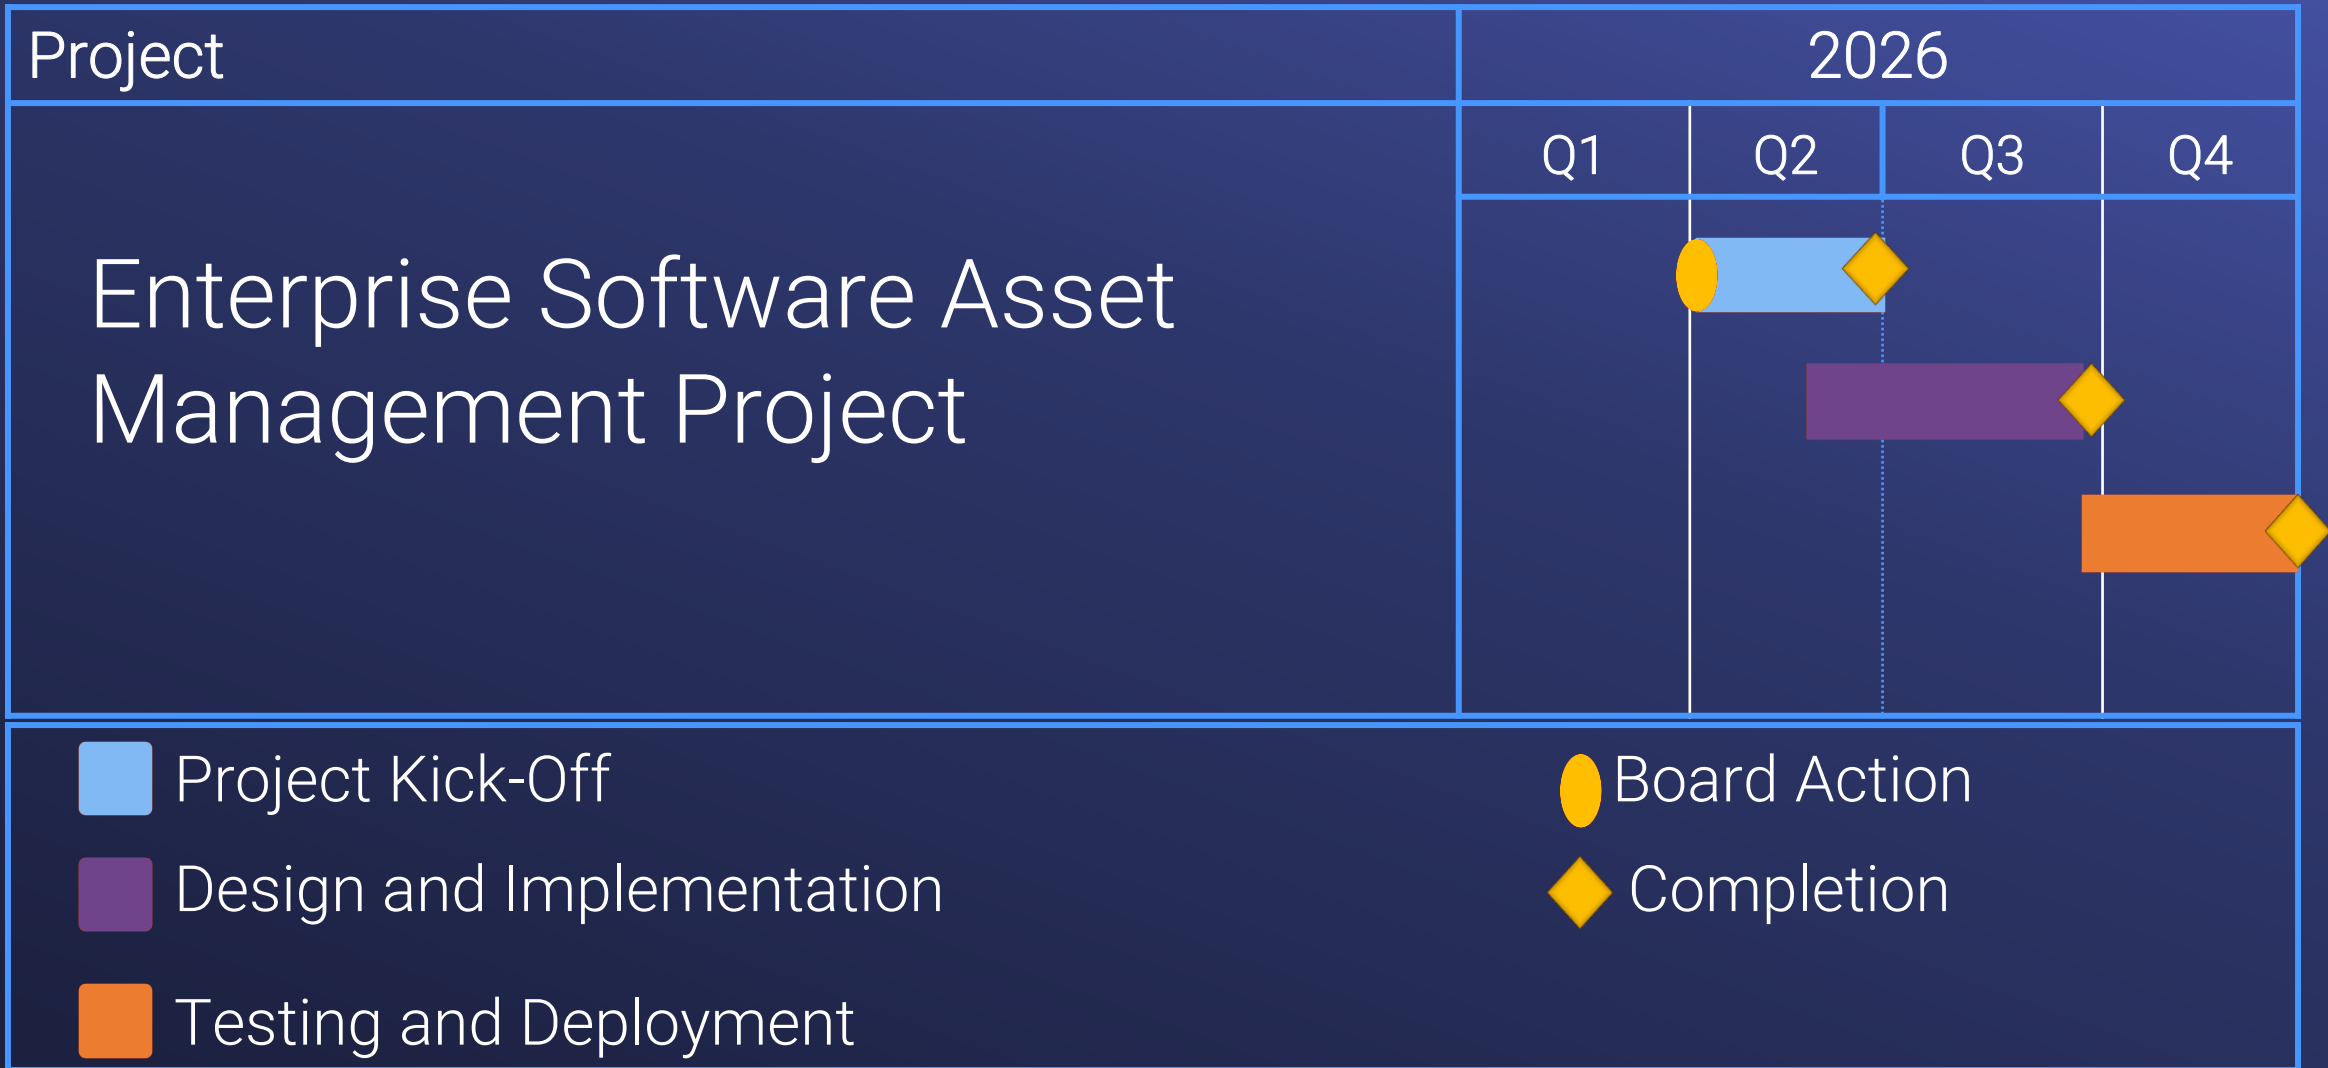 Project
2026
Q1
Q2
Q3
Q4
Enterprise Software Asset
Management Project
Project Kick-Off
Board Action
Design and Implementation
Completion
Testing and Deployment